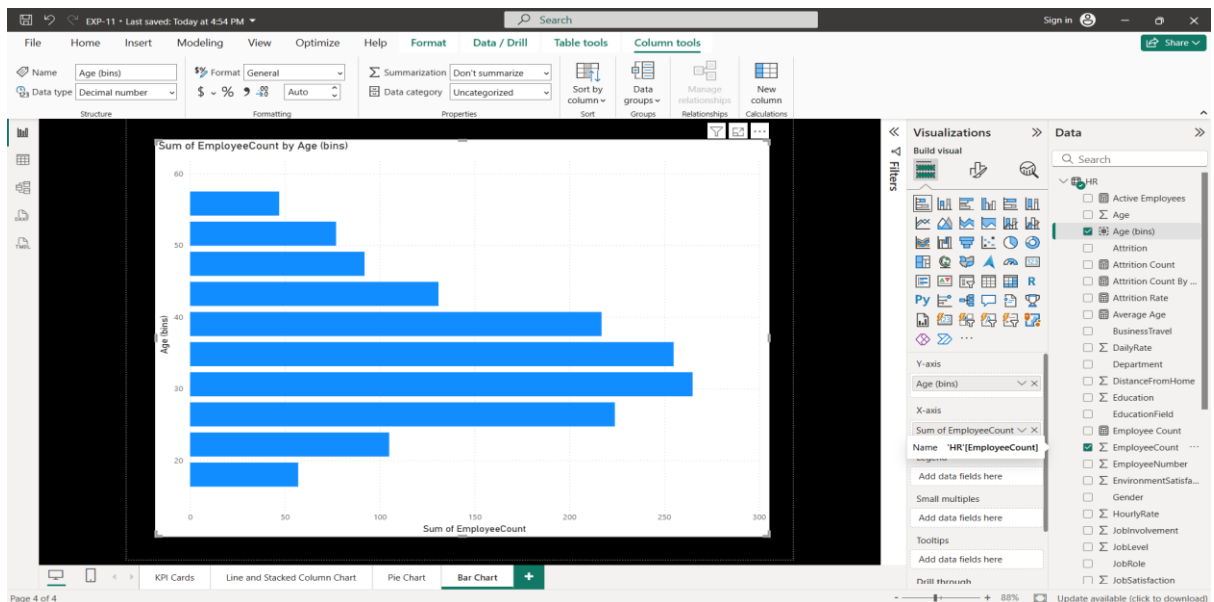 EXP-11 • Last saved: Today at 4:54 PM
Search
Sign in
File Home Insert Modeling View Optimize Help Format Data / Drill Table tools Column tools
Share
Name Age (bins)
Data type Decimal number
Structure
$% Format General
$ % Auto
Formatting
Summarization Don't summarize
Data category Uncategorized
Properties
Sort by column
Sort
Data groups
Groups
Manage relationships
Relationships
New column
Calculations
Sum of EmployeeCount by Age (bins)
60
50
40
30
20
Age (bins)
0 50 100 150 200 250 300
Sum of EmployeeCount
Filters
Visualizations
Build visual
R
Py
Y-axis
Age (bins)
X-axis
Sum of EmployeeCount
Name 'HR'[EmployeeCount]
Legend
Add data fields here
Small multiples
Add data fields here
Tooltips
Add data fields here
Drill through
Data
Search
HR
Active Employees
Age
Age (bins)
Attrition
Attrition Count
Attrition Count By ...
Attrition Rate
Average Age
BusinessTravel
DailyRate
Department
DistanceFromHome
Education
EducationField
Employee Count
EmployeeCount
EmployeeNumber
EnvironmentSatisfa...
Gender
HourlyRate
JobInvolvement
JobLevel
JobRole
JobSatisfaction
TMDL
KPI Cards
Line and Stacked Column Chart
Pie Chart
Bar Chart
Page 4 of 4
88%
Update available (click to download)